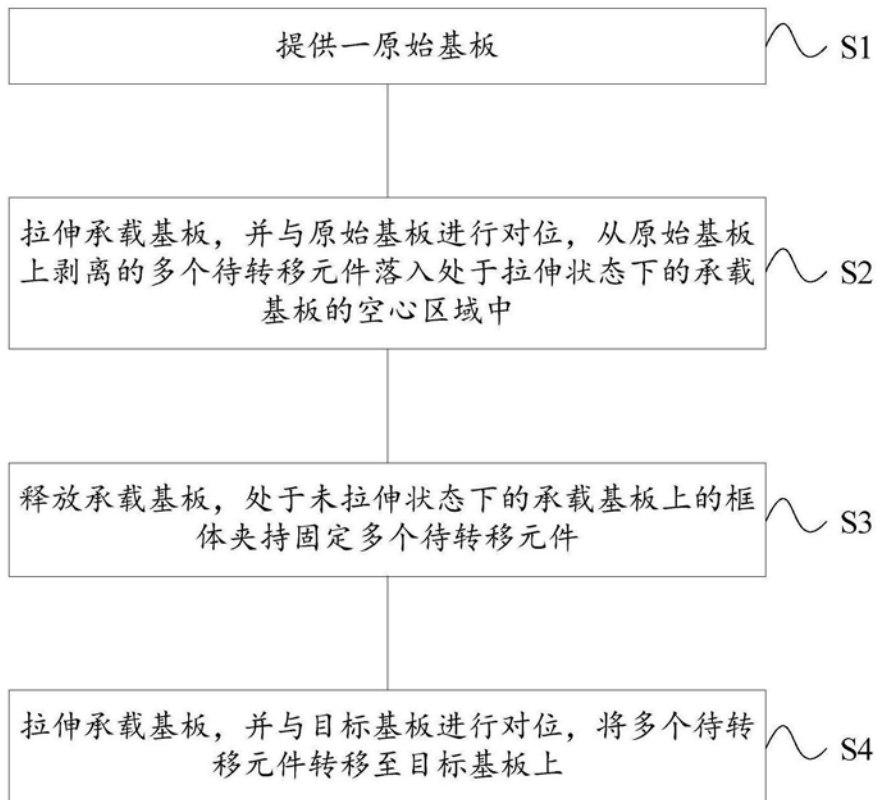 提供一原始基板
S1
拉伸承载基板，并与原始基板进行对位，从原始基板
上剥离的多个待转移元件落入处于拉伸状态下的承载
基板的空心区域中
S2
释放承载基板，处于未拉伸状态下的承载基板上的框
体夹持固定多个待转移元件
S3
拉伸承载基板，并与目标基板进行对位，将多个待转
移元件转移至目标基板上
S4